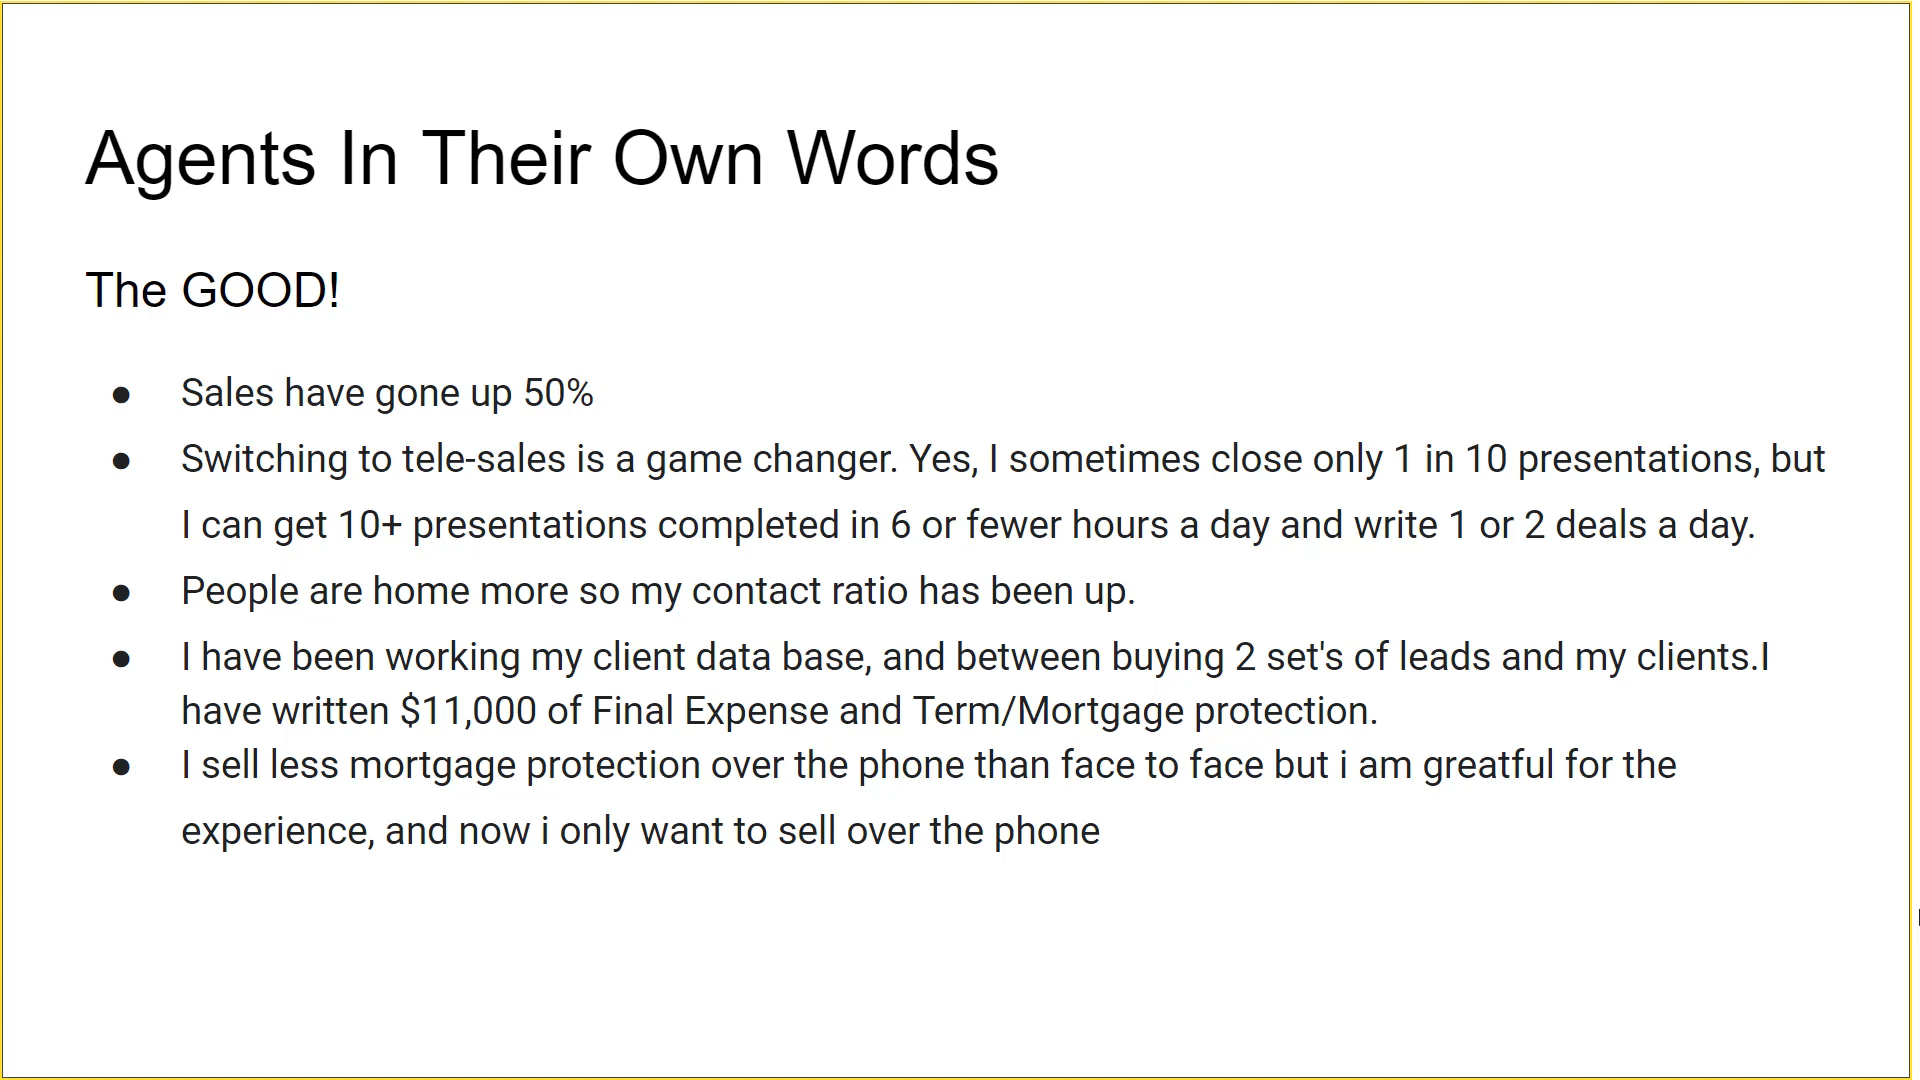 Agents In Their Own Words
The GOOD!
● Sales have gone up 50%
● Switching to tele-sales is a game changer. Yes, I sometimes close only 1 in 10 presentations, but
I can get 10+ presentations completed in 6 or fewer hours a day and write 1 or 2 deals a day.
● People are home more so my contact ratio has been up.
● I have been working my client data base, and between buying 2 set's of leads and my clients.I
have written $11,000 of Final Expense and Term/Mortgage protection.
● I sell less mortgage protection over the phone than face to face but i am greatful for the
experience, and now i only want to sell over the phone